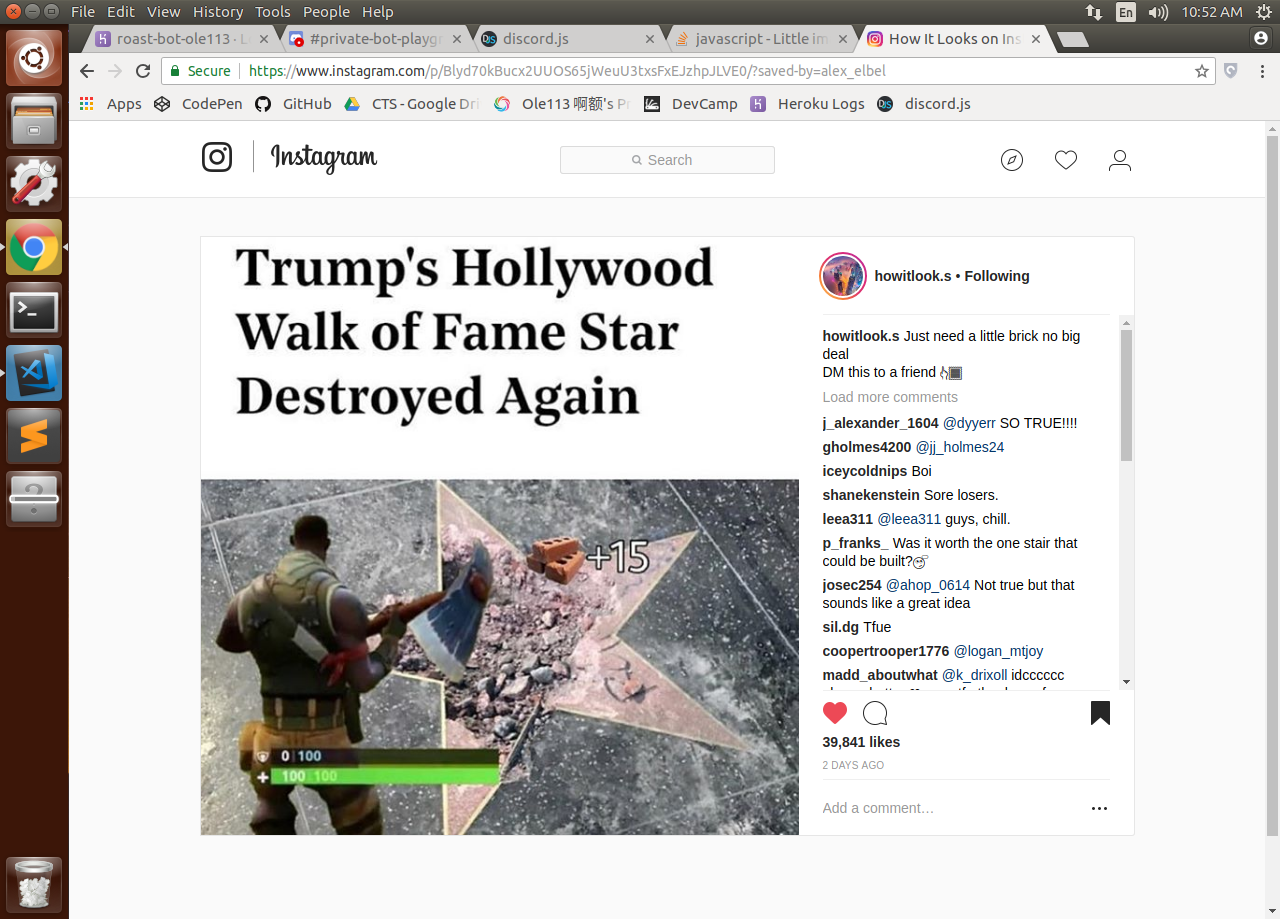 File Edit View History Tools People Help
En 10:52 AM
roast-bot-ole113 · L
#private-bot-playgr
discord.js
javascript - Little im
How It Looks on Ins
Secure https://www.instagram.com/p/Blyd70kBucx2UUOS65jWeuU3txsFxEJzhpJLVE0/?saved-by=alex_elbel
Apps CodePen GitHub CTS - Google Dri Ole113 啊额's Pr DevCamp Heroku Logs discord.js
Instagram
Search
Trump's Hollywood
Walk of Fame Star
Destroyed Again
+15
0|100
100|100
howitlook.s • Following
howitlook.s Just need a little brick no big
deal
DM this to a friend
Load more comments
j_alexander_1604 @dyyerr SO TRUE!!!!
gholmes4200 @jj_holmes24
iceycoldnips Boi
shanekenstein Sore losers.
leea311 @leea311 guys, chill.
p_franks_ Was it worth the one stair that
could be built?
josec254 @ahop_0614 Not true but that
sounds like a great idea
sil.dg Tfue
coopertrooper1776 @logan_mtjoy
madd_aboutwhat @k_drixoll idcccccc
39,841 likes
2 DAYS AGO
Add a comment…